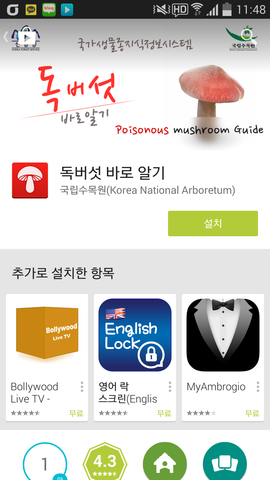 11:48
국가생물종지식정보시스템
국립수목원
독버섯
바로알기
Poisonous mushroom Guide
독버섯 바로 알기
국립수목원(Korea National Arboretum)
설치
추가로 설치한 항목
Bollywood
Live TV
English
Lock
Bollywood
Live TV -
무료
영어 락
스크린(Englis
무료
MyAmbrogio
무료
1
4.3